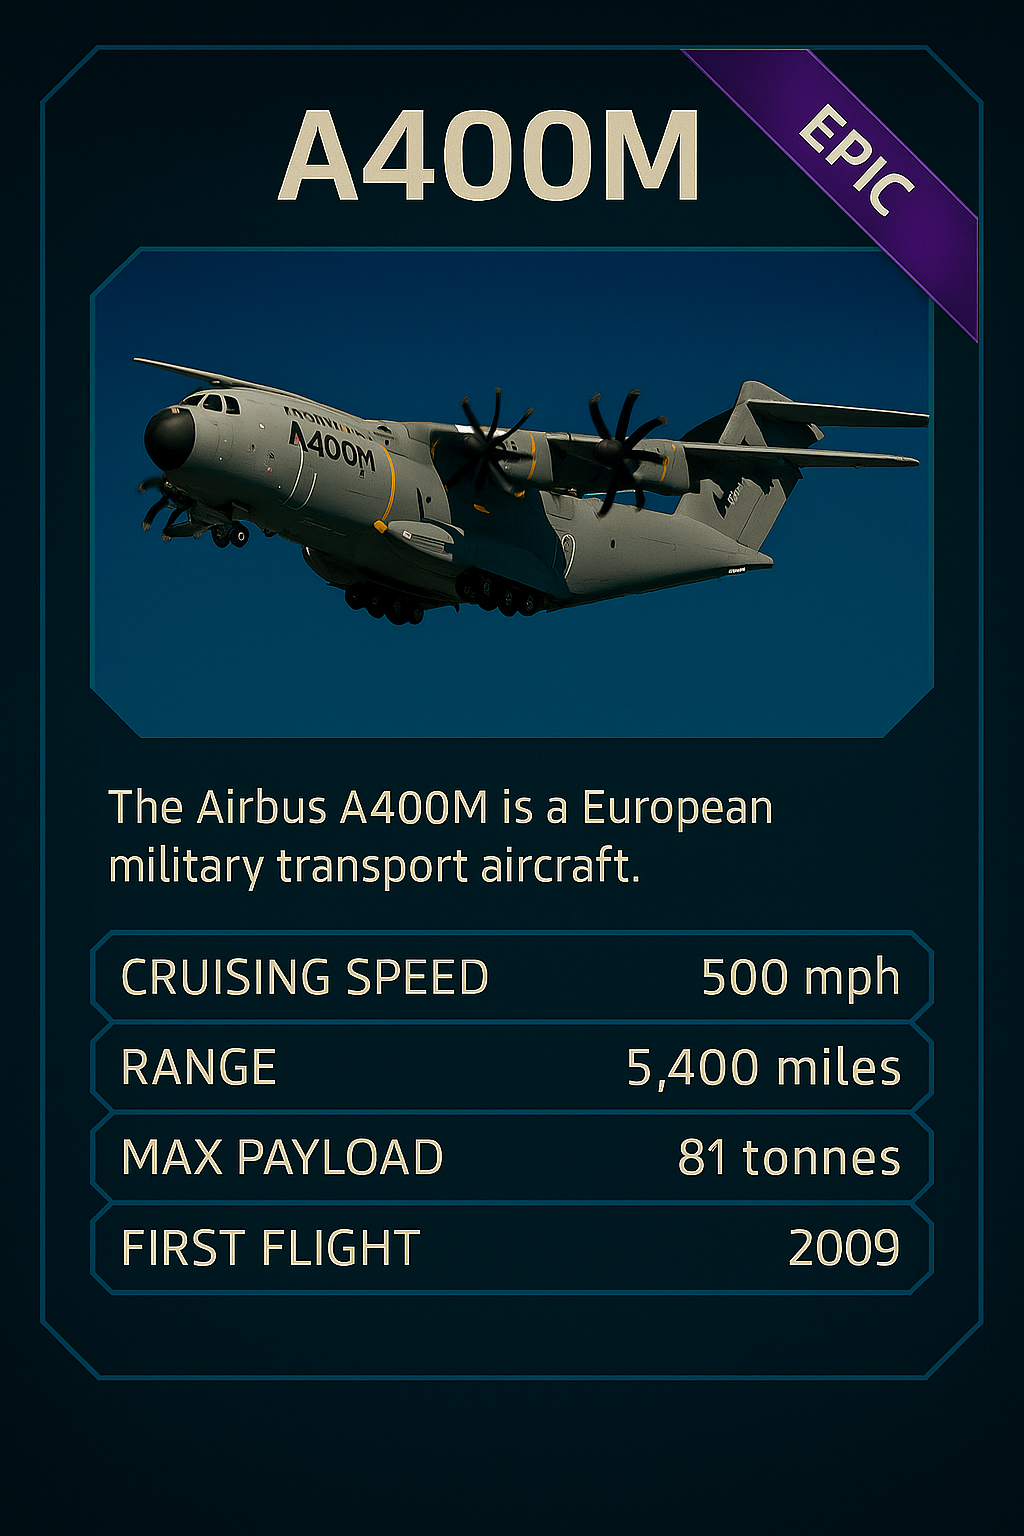 A400M
EPIC
A400M
The Airbus A400M is a European
military transport aircraft.
CRUISING SPEED 500 mph
RANGE 5,400 miles
MAX PAYLOAD 81 tonnes
FIRST FLIGHT 2009